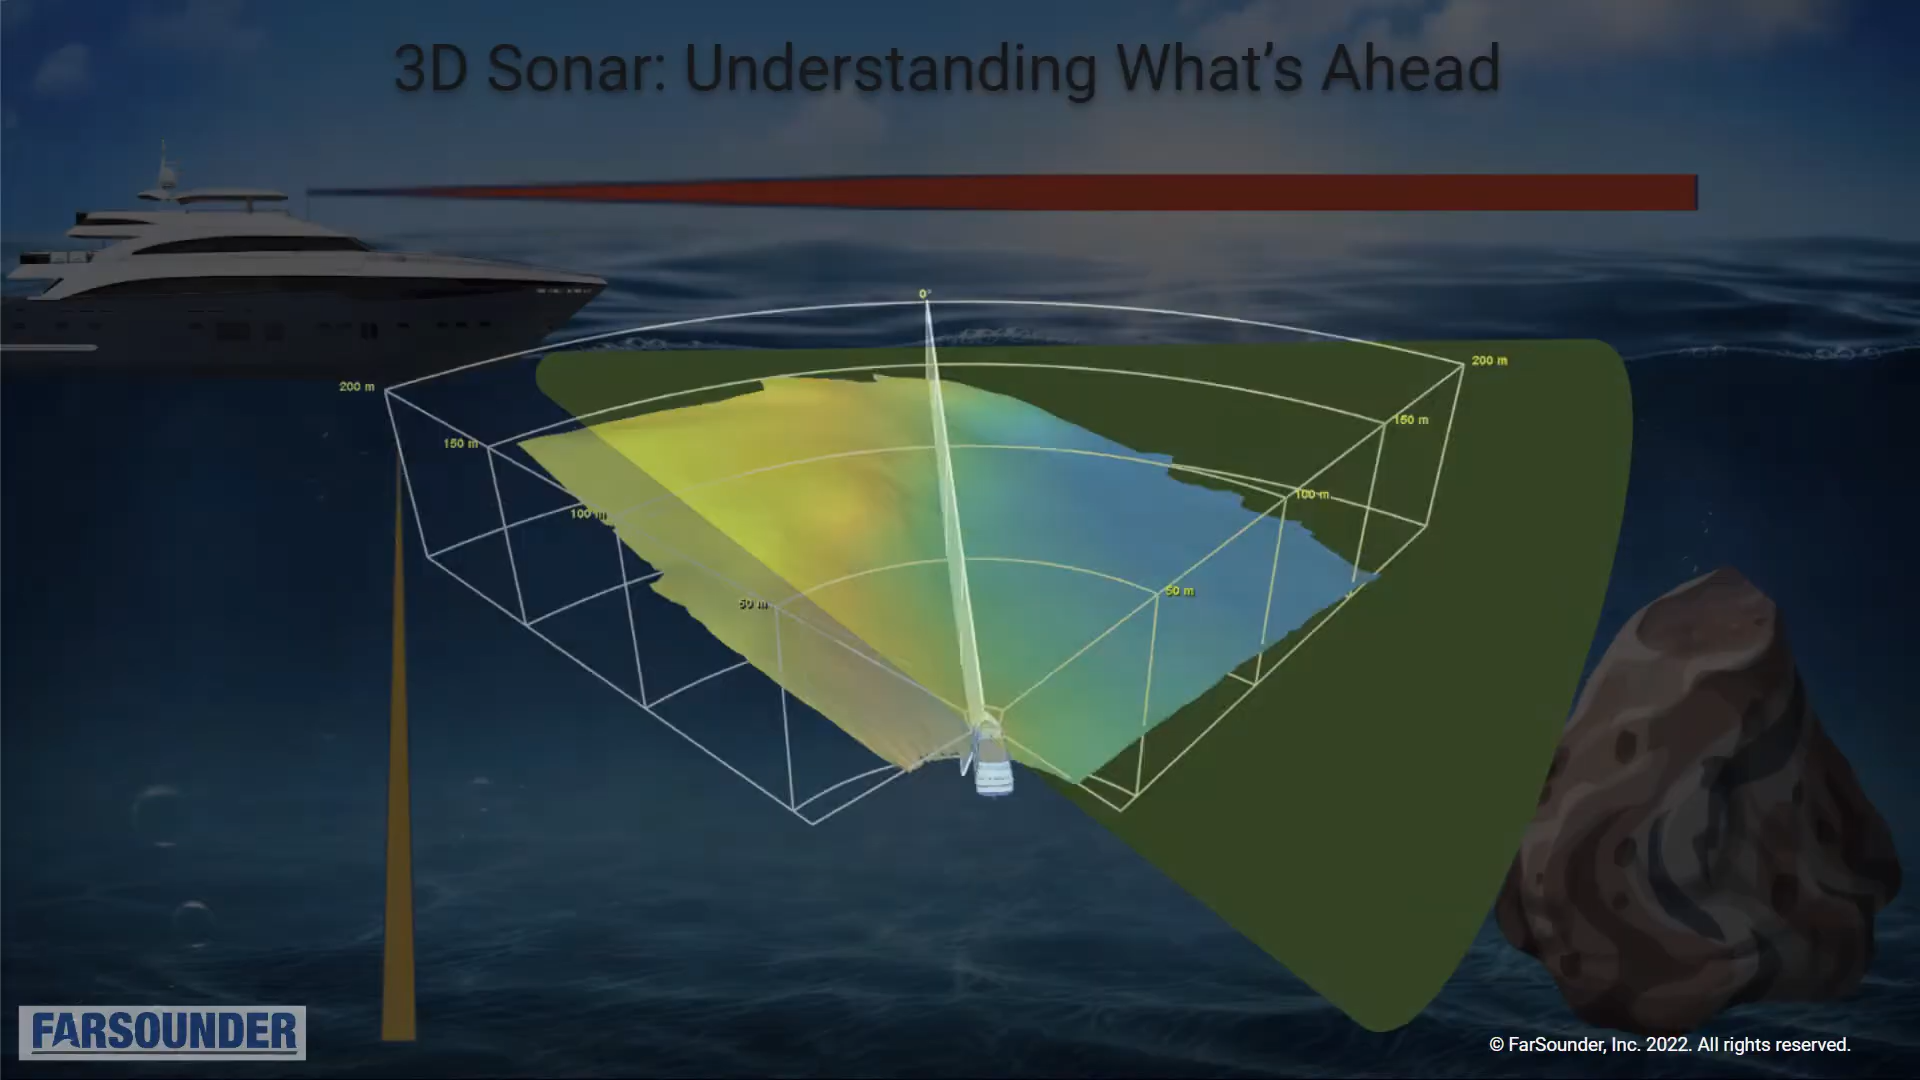 3D Sonar: Understanding What's Ahead
0°
200 m
200 m
150 m
150 m
100 m
100 m
50 m
50 m
FARSOUNDER
© FarSounder, Inc. 2022. All rights reserved.